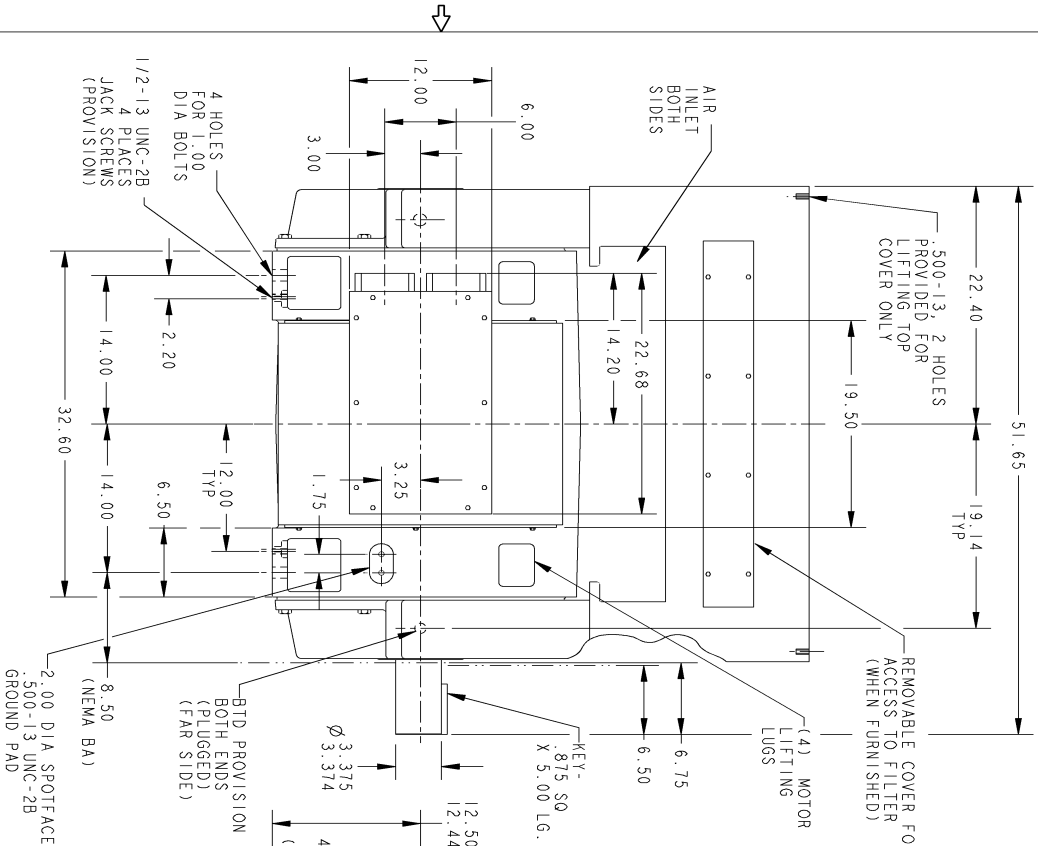 AIR
INLET
BOTH
SIDES
.500-13, 2 HOLES
PROVIDED FOR
LIFTING TOP
COVER ONLY
51.65
22.40
19.14
TYP
19.50
22.68
14.20
12.00
6.00
3.00
4 HOLES
FOR 1.00
DIA BOLTS
1/2-13 UNC-2B
4 PLACES
JACK SCREWS
(PROVISION)
2.20
14.00
14.00
32.60
12.00
TYP
6.50
1.75
3.25
8.50
(NEMA BA)
2.00 DIA SPOTFACE
.500-13 UNC-2B
GROUND PAD
BTD PROVISION
BOTH ENDS
(PLUGGED)
(FAR SIDE)
Ø 3.375
3.374
KEY-
.875 SQ
X 5.00 LG.
6.50
6.75
(4) MOTOR
LIFTING
LUGS
REMOVABLE COVER FO
ACCESS TO FILTER
(WHEN FURNISHED)
12.50
12.44
4
(